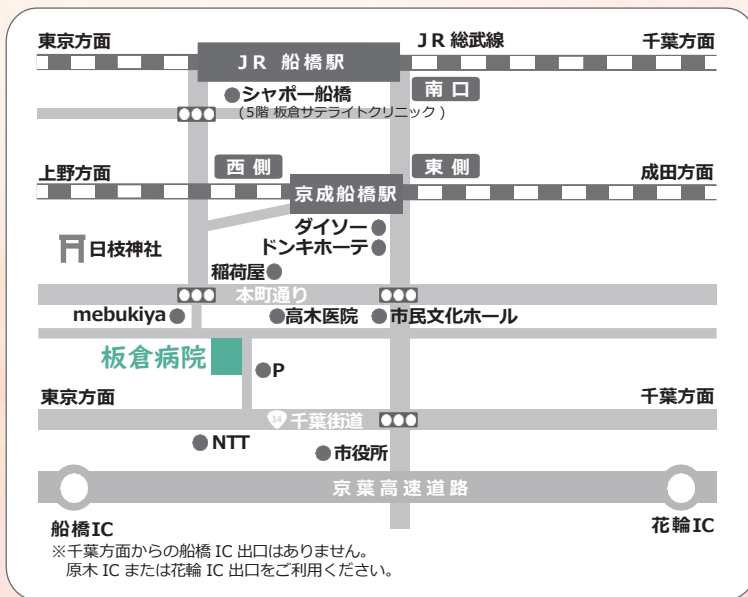 東京方面
JR 船橋駅
JR 総武線
千葉方面
シャポー船橋
(5階 板倉サテライトクリニック)
南口
上野方面
西側
東側
成田方面
京成船橋駅
ダイソー
ドンキホーテ
日枝神社
稲荷屋
本町通り
mebukiya
高木医院
市民文化ホール
板倉病院
P
東京方面
千葉方面
14 千葉街道
NTT
市役所
京葉高速道路
船橋IC
花輪IC
※千葉方面からの船橋 IC 出口はありません。
原木 IC または花輪 IC 出口をご利用ください。